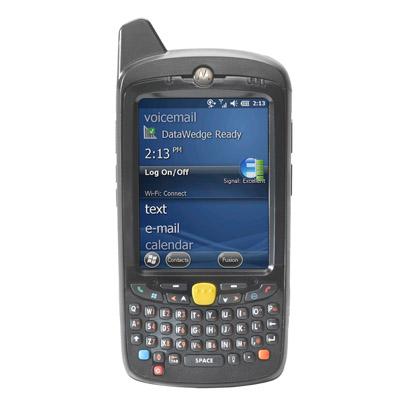 2:13
voicemail
DataWedge Ready
2:13 PM
Log On/Off
Signal: Excellent
Wi-Fi: Connect
text
e-mail
calendar
Contacts
Fusion
Q W E R T Y U I O P
A S D F G H J K L
Z X C V B N M
SPACE